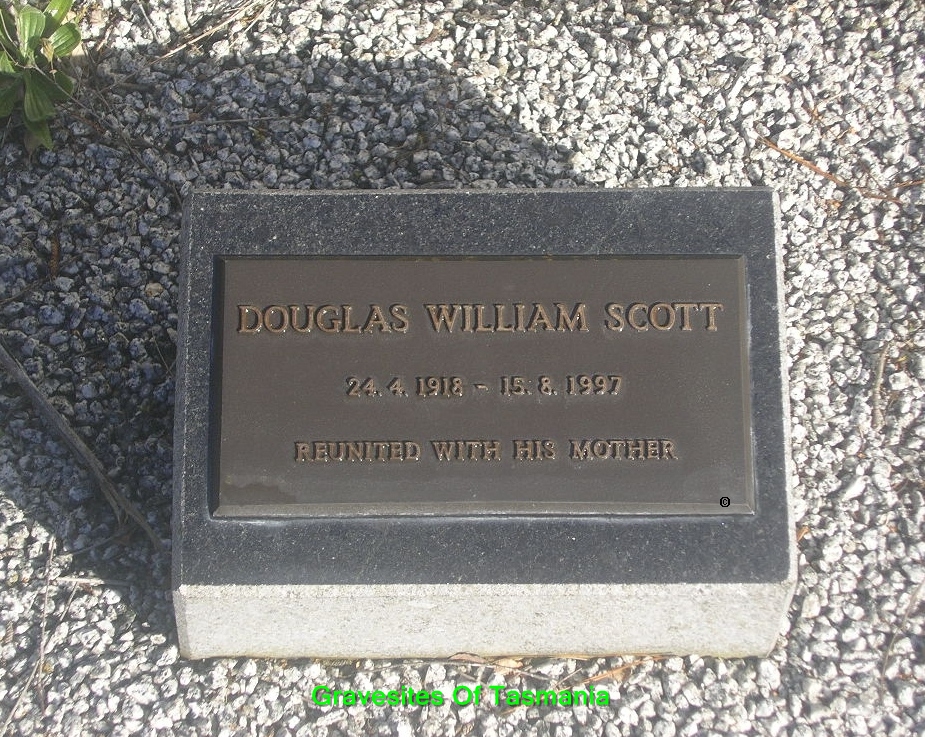 DOUGLAS WILLIAM SCOTT
24. 4. 1918 - 15. 8. 1997
REUNITED WITH HIS MOTHER
©
Gravesites Of Tasmania